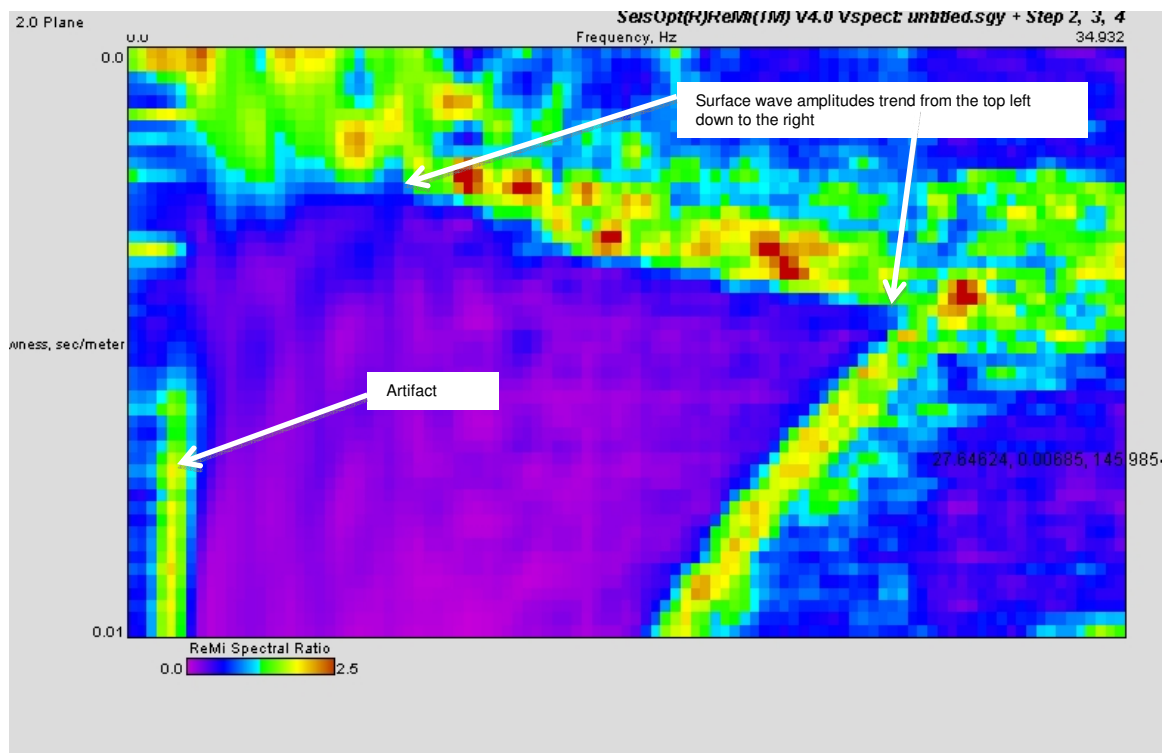 2.0 Plane
SeisOpt(R)ReMi(TM) V4.0 Vspect: untitled.sgy + Step 2, 3, 4
0.0 Frequency, Hz 34.932
0.0
Surface wave amplitudes trend from the top left
down to the right
wness, sec/meter
Artifact
27.64624, 0.00685, 145.9854
0.01
ReMi Spectral Ratio
0.0 2.5